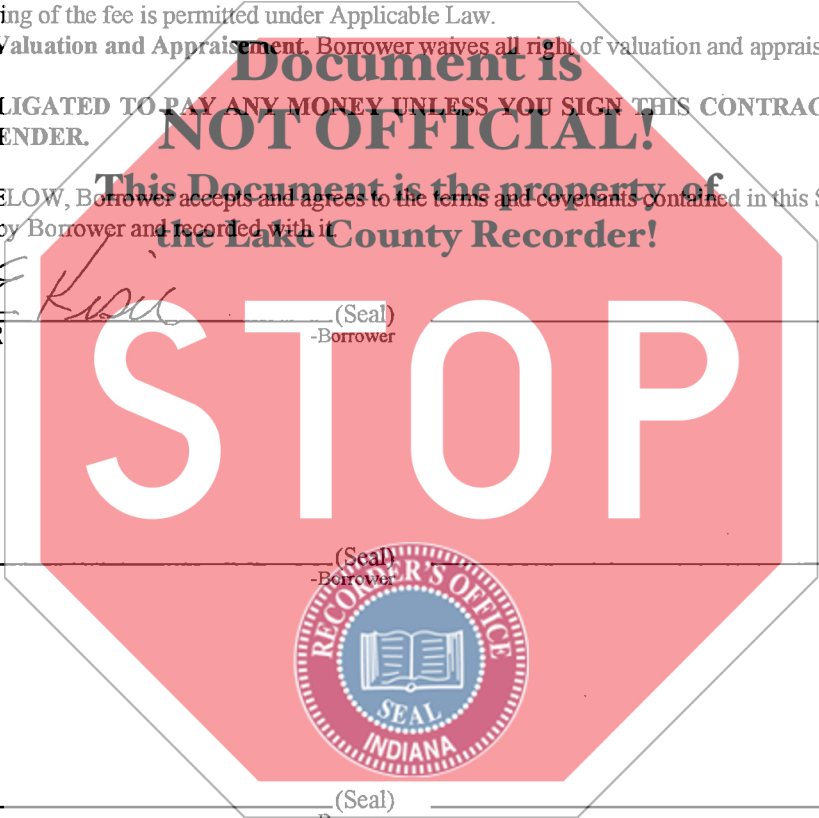 ing of the fee is permitted under Applicable Law.
Valuation and Appraisement. Borrower waives all right of valuation and apprais
Document is
LIGATED TO PAY ANY MONEY UNLESS YOU SIGN THIS CONTRAC
NOT OFFICIAL!
ENDER.
This Document is the property of
ELOW, Borrower accepts and agrees to the terms and covenants contained in this S
by Borrower and recorded with it.
the Lake County Recorder!
(Seal)
-Borrower
STOP
(Seal)
-Borrower
RECORDER'S OFFICE
SEAL
INDIANA
(Seal)